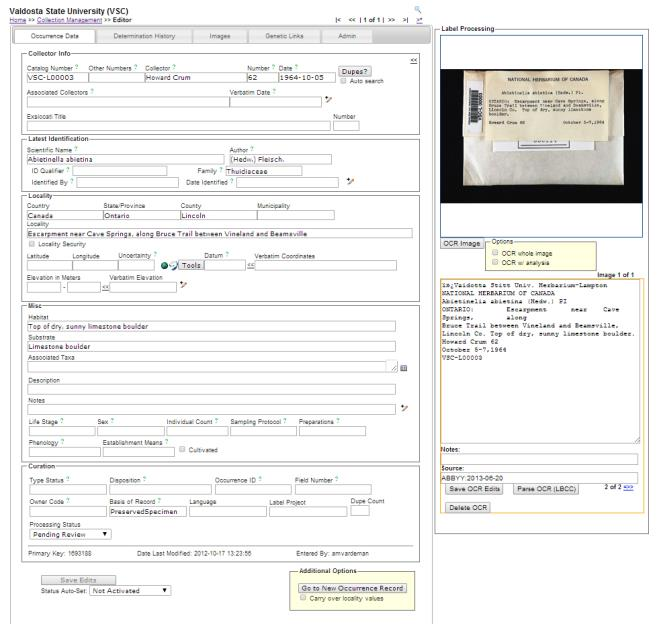 Valdosta State University (VSC)
Home >> Collection Management >> Editor
|< << | 1 of 1 | >> >| >*
Occurrence Data Determination History Images Genetic Links Admin
Collector Info
<<
Catalog Number ? Other Numbers ? Collector ? Number ? Date ?
VSC-L00003 Howard Crum 62 1964-10-05 Dupes?
Auto search
Associated Collectors ? Verbatim Date ?
Exsiccati Title Number
Latest Identification
Scientific Name ? Author ?
Abietinella abietina (Hedw.) Fleisch.
ID Qualifier ? Family ? Thuidiaceae
Identified By ? Date Identified ?
Locality
Country State/Province County Municipality
Canada Ontario Lincoln
Locality
Escarpment near Cave Springs, along Bruce Trail between Vineland and Beamsville
Locality Security
Latitude Longitude Uncertainty ? Datum ? Verbatim Coordinates
Tools <<
Elevation in Meters Verbatim Elevation
- <<
Misc
Habitat
Top of dry, sunny limestone boulder
Substrate
Limestone boulder
Associated Taxa
Description
Notes
Life Stage ? Sex ? Individual Count ? Sampling Protocol ? Preparations ?
Phenology ? Establishment Means ?
Cultivated
Curation
Type Status ? Disposition ? Occurrence ID ? Field Number ?
Owner Code ? Basis of Record ? Language Label Project Dupe Count
PreservedSpecimen
Processing Status
Pending Review
Primary Key: 1693188 Date Last Modified: 2012-10-17 13:23:56 Entered By: amvardeman
Save Edits
Status Auto-Set: Not Activated
Additional Options
Go to New Occurrence Record
Carry over locality values
Label Processing
NATIONAL HERBARIUM OF CANADA
Abietinella abietina (Hedw.) Fl.
ONTARIO: Escarpment near Cave Springs, along
Bruce Trail between Vineland and Beamsville,
Lincoln Co. Top of dry, sunny limestone
boulder.
Howard Crum 62 October 5-7, 1964
OCR Image
Options
OCR whole image
OCR w/ analysis
Image 1 of 1
Valdotta Stitt Univ. Herbarium-Lampton
NATIONAL HERBARIUM OF CANADA
Abietinelis abietina (Hedw.) PI
ONTARIO: Escarpment near Cave
Springs, along
Bruce Trail between Vineland and Beamsville,
Lincoln Co. Top of dry, sunny limestone boulder.
Howard Crum 62
October 5-7,1964
VSC-L00003
Notes:
Source:
ABBYY:2013-06-20
Save OCR Edits Parse OCR (LBCC) 2 of 2 =>>
Delete OCR